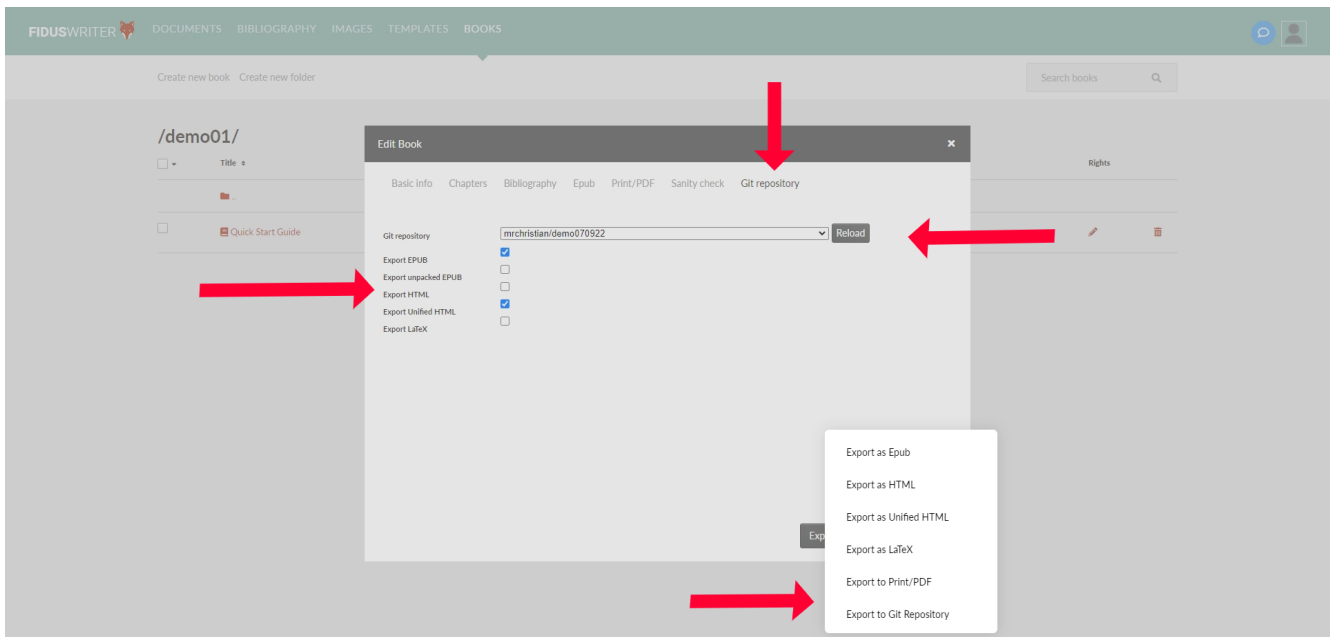 FIDUSWRITER DOCUMENTS BIBLIOGRAPHY IMAGES TEMPLATES BOOKS
Create new book Create new folder Search books
/demo01/
Title Rights
..
Quick Start Guide
Edit Book
Basic info Chapters Bibliography Epub Print/PDF Sanity check Git repository
Git repository mrchristian/demo070922 Reload
Export EPUB
Export unpacked EPUB
Export HTML
Export Unified HTML
Export LaTeX
Export as Epub
Export as HTML
Export as Unified HTML
Exp
Export as LaTeX
Export to Print/PDF
Export to Git Repository